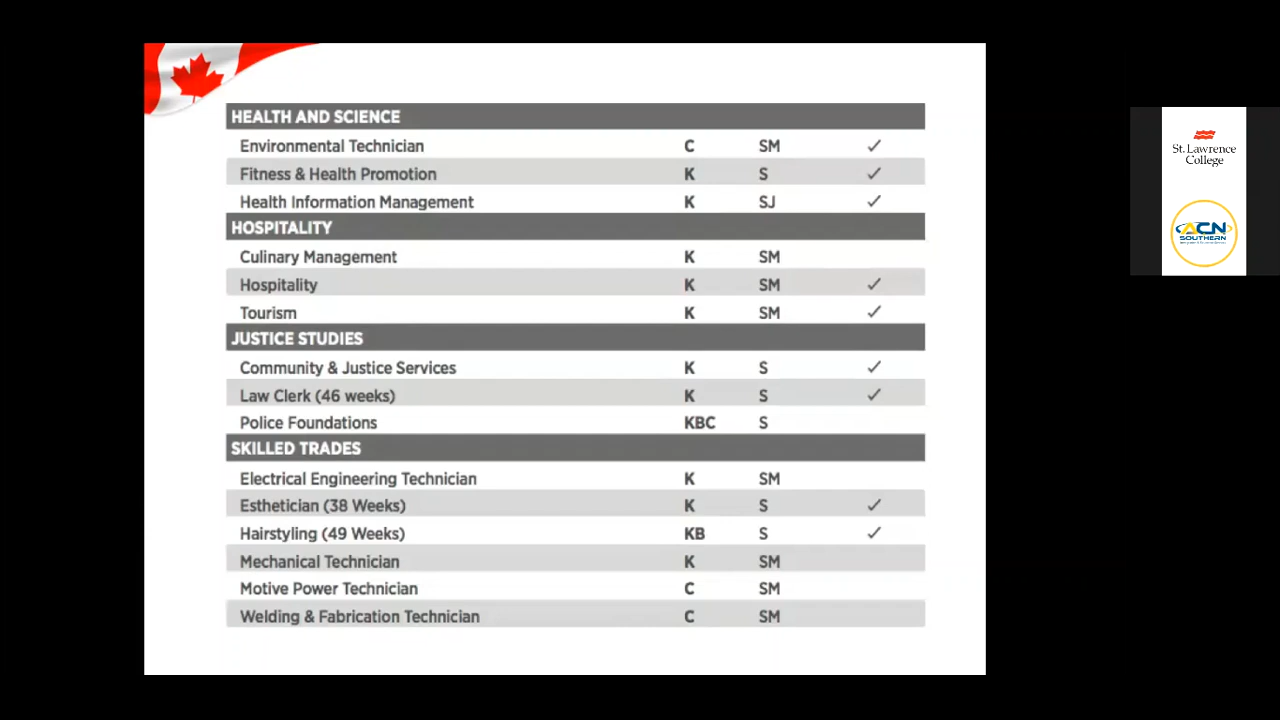 HEALTH AND SCIENCE
Environmental Technician C SM ✓
Fitness & Health Promotion K S ✓
Health Information Management K SJ ✓
HOSPITALITY
Culinary Management K SM
Hospitality K SM ✓
Tourism K SM ✓
JUSTICE STUDIES
Community & Justice Services K S ✓
Law Clerk (46 weeks) K S ✓
Police Foundations KBC S
SKILLED TRADES
Electrical Engineering Technician K SM
Esthetician (38 Weeks) K S ✓
Hairstyling (49 Weeks) KB S ✓
Mechanical Technician K SM
Motive Power Technician C SM
Welding & Fabrication Technician C SM
St. Lawrence
College
ACN
SOUTHERN